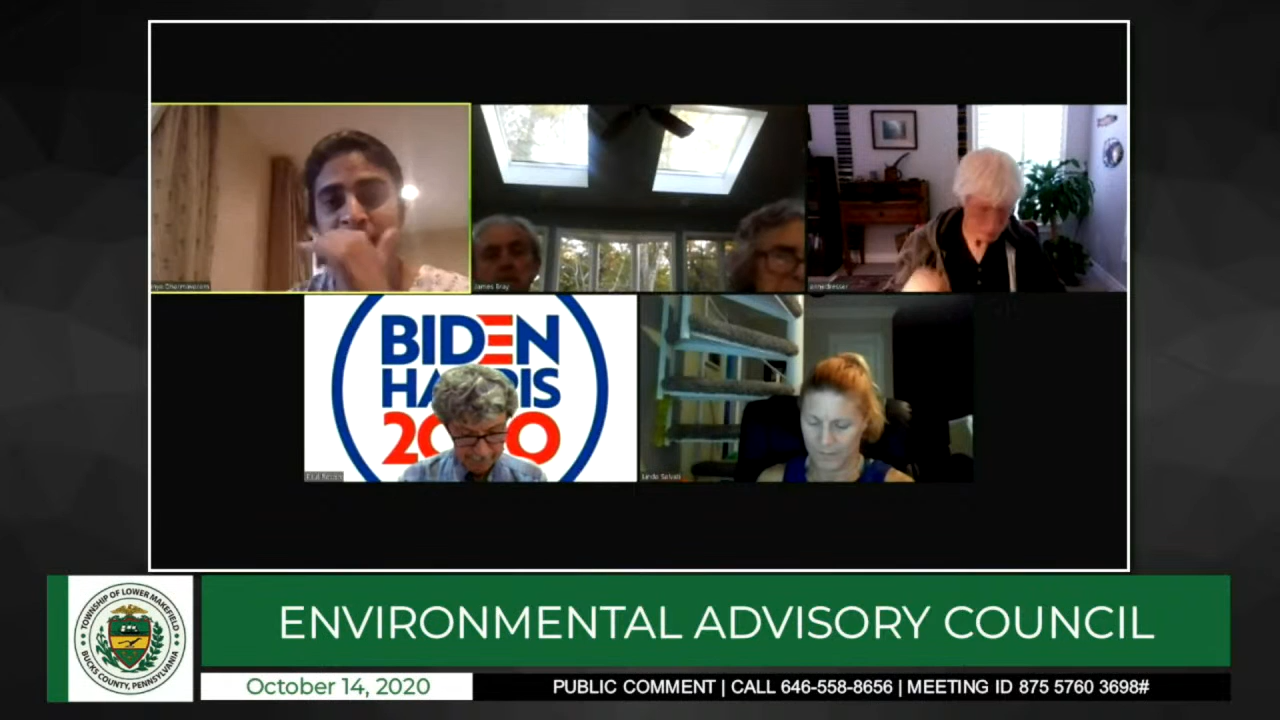 James Bray
annedresser
BIDEN
HARRIS
2020
Linda Salvati
TOWNSHIP OF LOWER MAKEFIELD
BUCKS COUNTY, PENNSYLVANIA
ENVIRONMENTAL ADVISORY COUNCIL
October 14, 2020
PUBLIC COMMENT | CALL 646-558-8656 | MEETING ID 875 5760 3698#